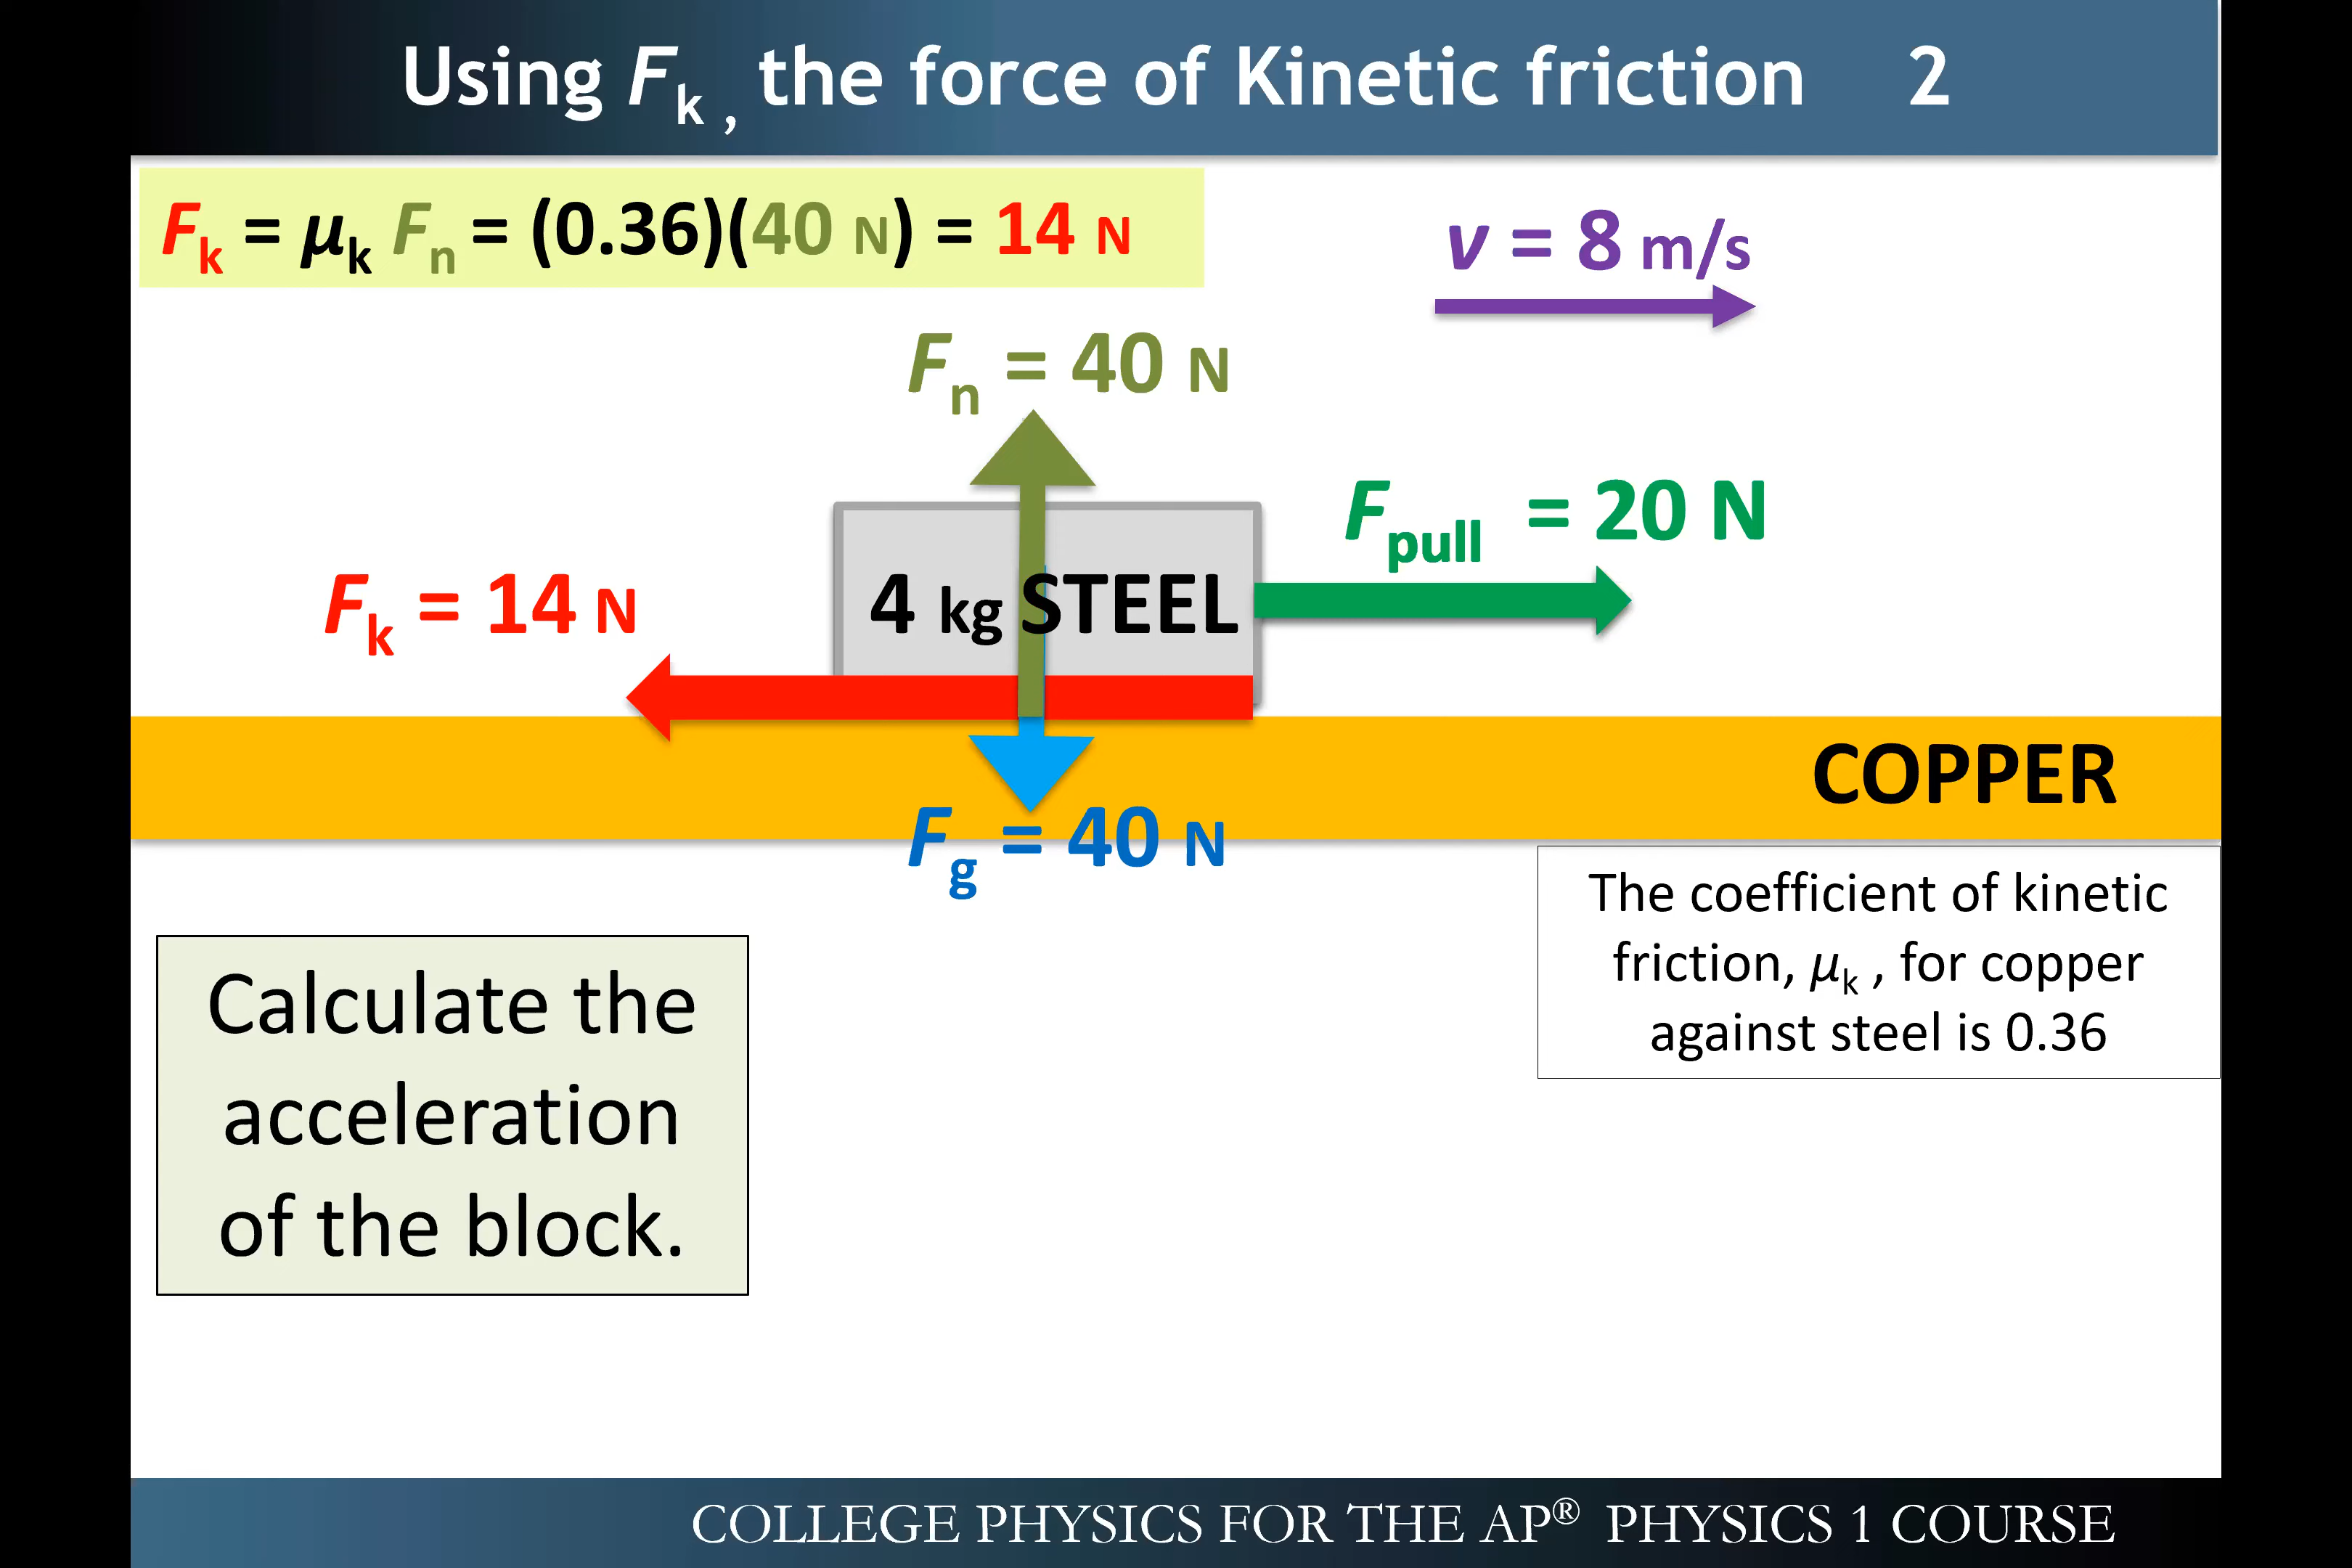 Using Fk , the force of Kinetic friction 2
Fk = μk Fn = (0.36)(40 N) = 14 N
v = 8 m/s
Fn = 40 N
Fpull = 20 N
Fk = 14 N
4 kg STEEL
COPPER
Fg = 40 N
The coefficient of kinetic
friction, μk , for copper
against steel is 0.36
Calculate the
acceleration
of the block.
COLLEGE PHYSICS FOR THE AP® PHYSICS 1 COURSE